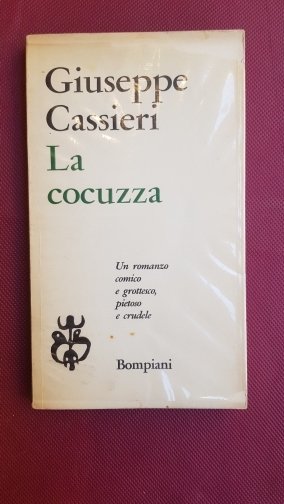 Giuseppe
Cassieri
La
cocuzza
Un romanzo
comico
e grottesco,
pietoso
e crudele
Bompiani